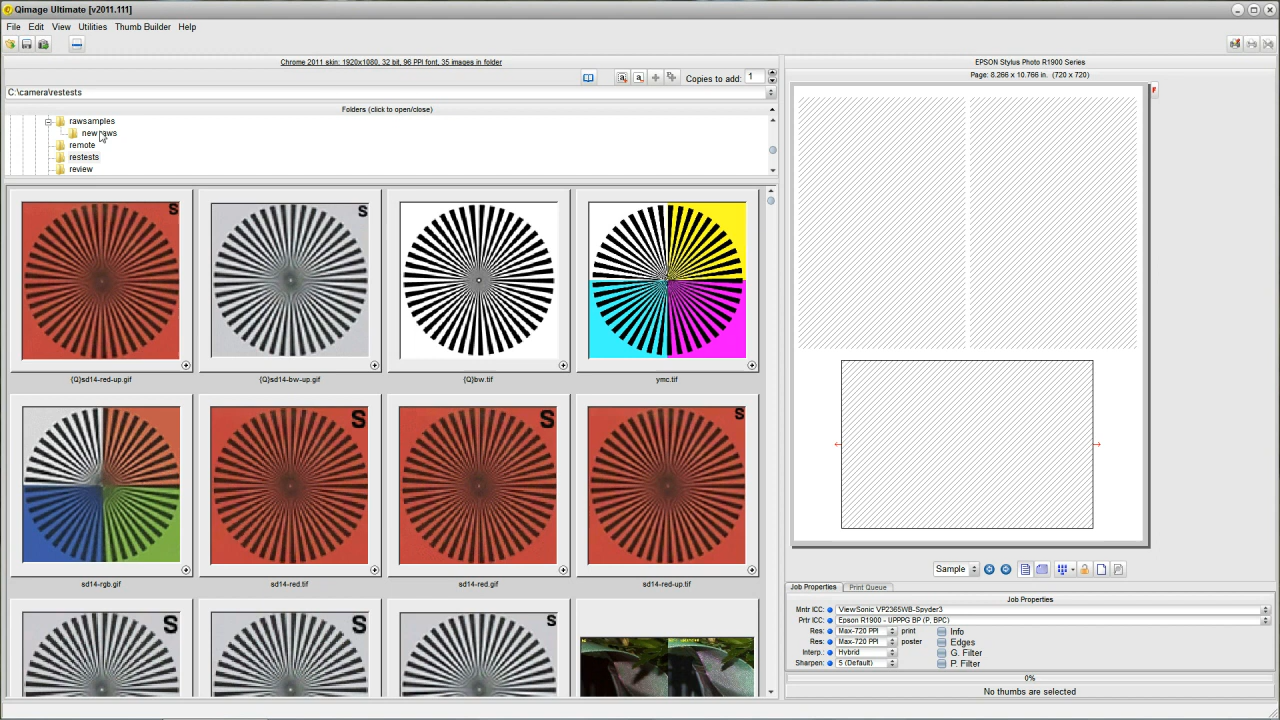 Qimage Ultimate [v2011.111]
File Edit View Utilities Thumb Builder Help
Chrome 2011 skin: 1920x1080, 32 bit, 96 PPI font, 35 images in folder
Copies to add: 1
C:\camera\restests
Folders (click to open/close)
rawsamples
new raws
remote
restests
review
S
S
{Q}sd14-red-up.gif
{Q}sd14-bw-up.gif
{Q}bw.tif
ymc.tif
S
S
S
sd14-rgb.gif
sd14-red.tif
sd14-red.gif
sd14-red-up.tif
S
S
S
EPSON Stylus Photo R1900 Series
Page: 8.266 x 10.766 in. (720 x 720)
Sample
Job Properties
Print Queue
Job Properties
Mntr ICC: ViewSonic VP2365WB-Spyder3
Prtr ICC: Epson R1900 - UPPPG BP (P, BPC)
Res: Max-720 PPI print Info
Res: Max-720 PPI poster Edges
Interp.: Hybrid G. Filter
Sharpen: 5 (Default) P. Filter
0%
No thumbs are selected